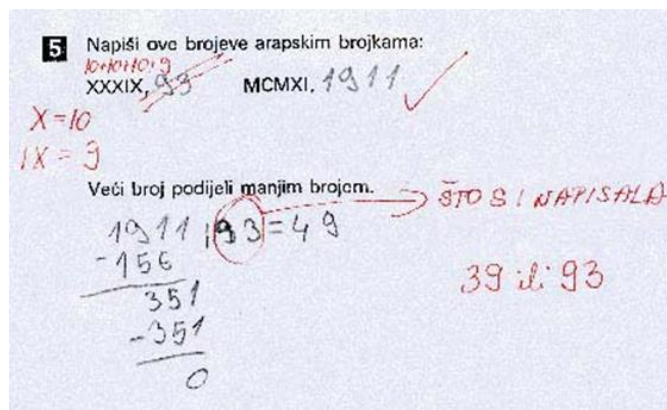 5 Napiši ove brojeve arapskim brojkama:
10+10+10+9
XXXIX, 93 MCMXI. 1911
X=10
IX = 9
Veći broj podijeli manjim brojem.
ŠTO SI NAPISALA
1911 : 93 = 49
-156
39 ili 93
351
-351
0